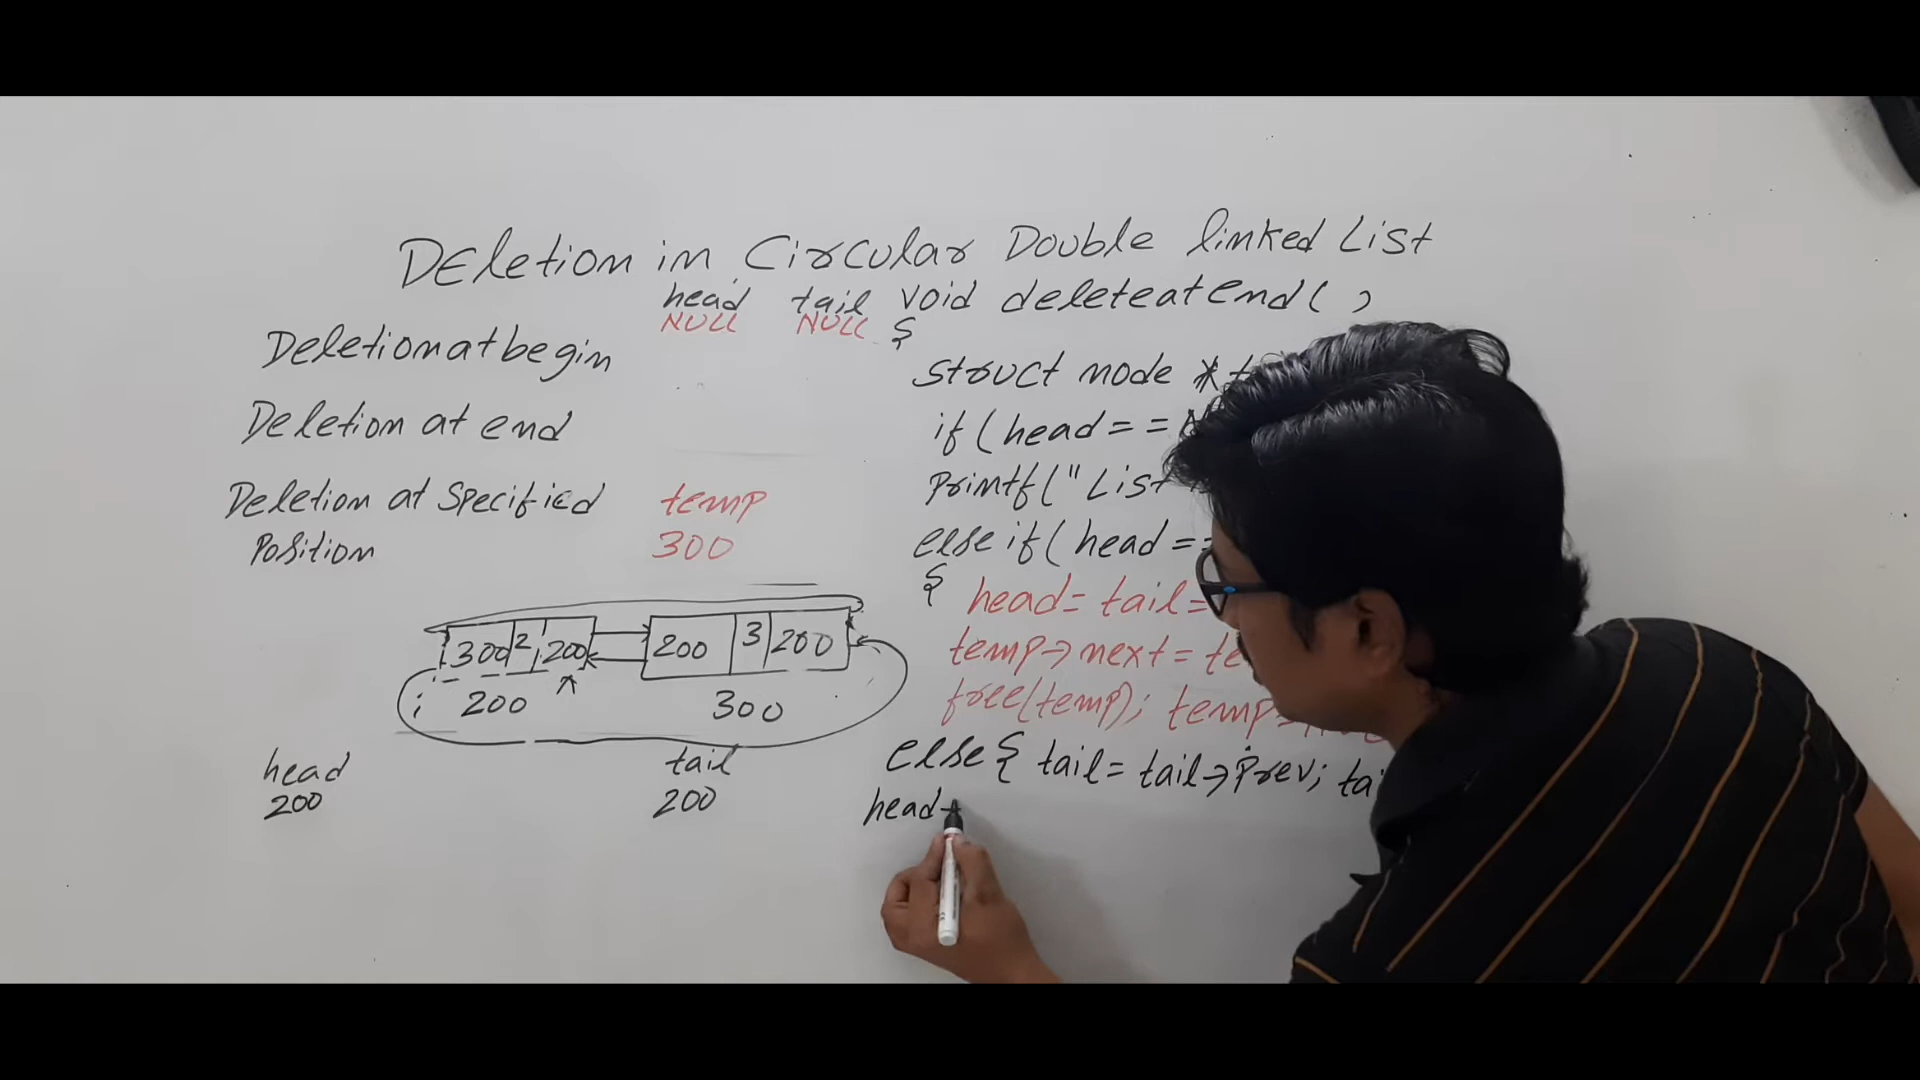 Deletion in Circular Double linked List
head tail
NULL NULL
Deletion at begin
Deletion at end
Deletion at Specified
Position
temp
300
300 2 200
200 3 200
200
300
head
200
tail
200
void deleteatend( )
{
struct node *
if(head==
Printf("List
else if(head==
{ head=tail=
temp->next=
free(temp); temp=
else{ tail=tail->prev; tai
head-